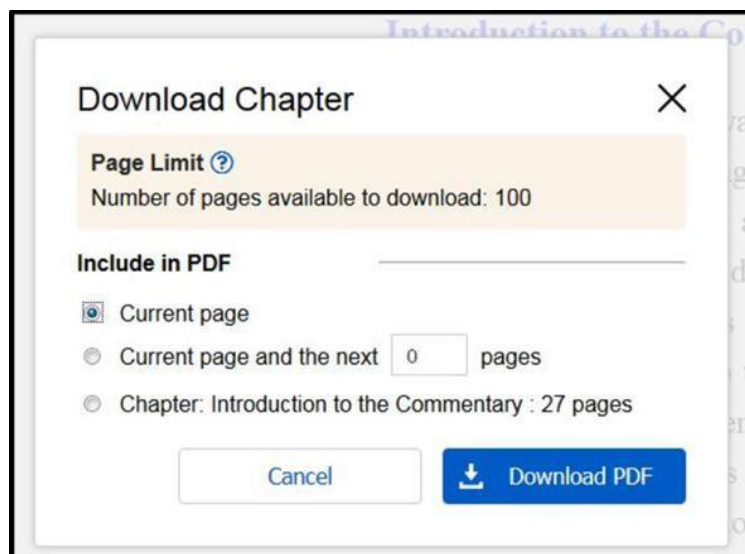 Introduction to the Co
Download Chapter
Page Limit ?
Number of pages available to download: 100
Include in PDF
Current page
Current page and the next 0 pages
Chapter: Introduction to the Commentary : 27 pages
Cancel
Download PDF